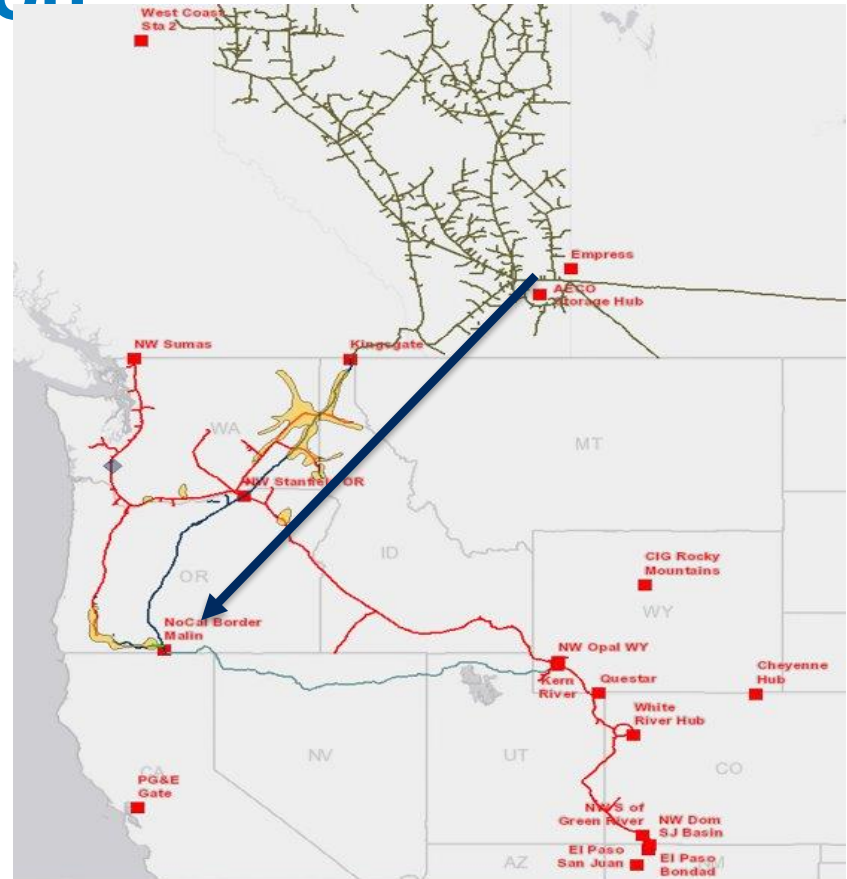 West Coast
Sta 2
Empress
AECO
Storage Hub
NW Sumas
Kingsgate
WA
MT
NW Stanfield OR
ID
OR
CIG Rocky
Mountains
WY
NoCal Border
Malin
NW Opal WY
Kern
River
Questar
Cheyenne
Hub
White
River Hub
NV
UT
CO
CA
PG&E
Gate
NW S of
Green River
NW Dom
SJ Basin
El Paso
San Juan
El Paso
Bondad
AZ
NM